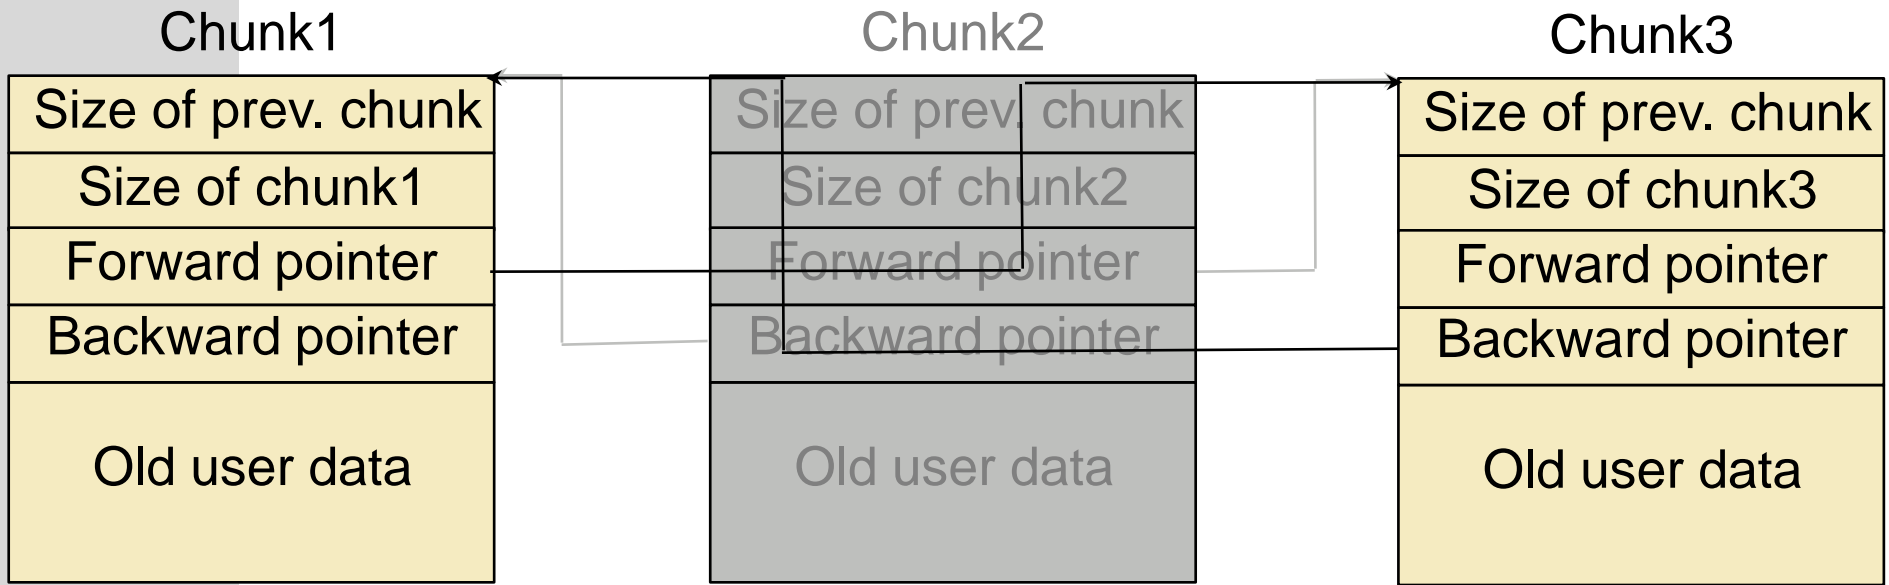 Chunk1
Size of prev. chunk
Size of chunk1
Forward pointer
Backward pointer
Old user data
Chunk2
Size of prev. chunk
Size of chunk2
Forward pointer
Backward pointer
Old user data
Chunk3
Size of prev. chunk
Size of chunk3
Forward pointer
Backward pointer
Old user data